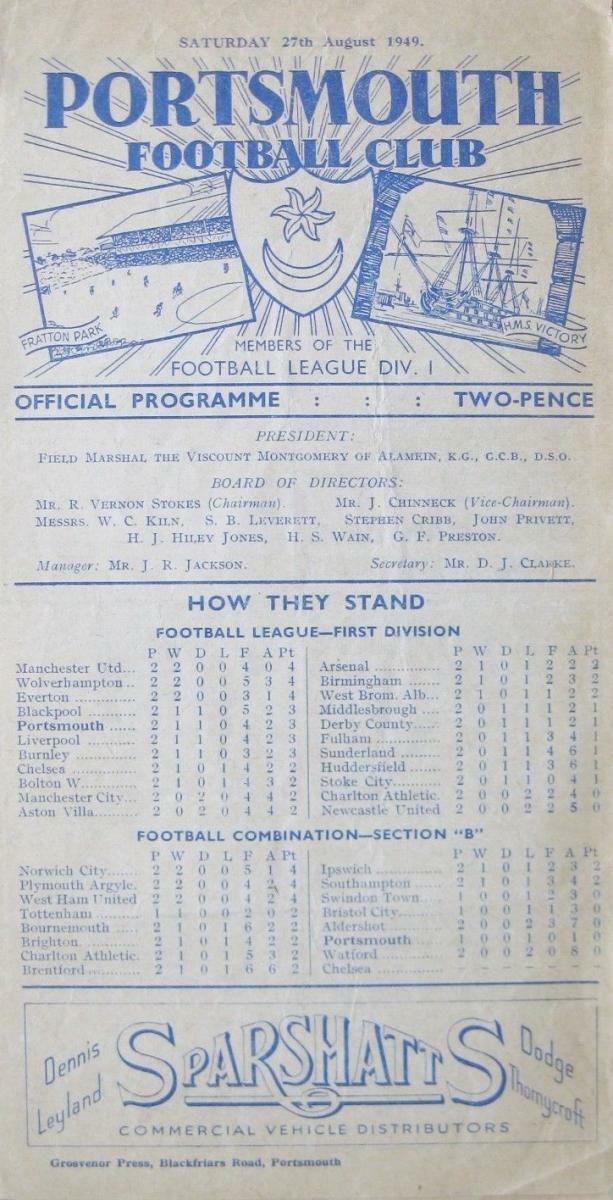 SATURDAY 27th August 1949.
PORTSMOUTH
FOOTBALL CLUB
FRATTON PARK
H.M.S. VICTORY
MEMBERS OF THE
FOOTBALL LEAGUE DIV. I
OFFICIAL PROGRAMME : : : TWO-PENCE
PRESIDENT:
FIELD MARSHAL THE VISCOUNT MONTGOMERY OF ALAMEIN, K.G., G.C.B., D.S.O.
BOARD OF DIRECTORS:
MR. R. VERNON STOKES (Chairman). MR. J. CHINNECK (Vice-Chairman).
MESSRS. W. C. KILN, S. B. LEVERETT, STEPHEN CRIBB, JOHN PRIVETT,
H. J. HILEY JONES, H. S. WAIN, G. F. PRESTON.
Manager: MR. J. R. JACKSON. Secretary: MR. D. J. CLARKE.
HOW THEY STAND
FOOTBALL LEAGUE—FIRST DIVISION
P W D L F A Pt
Manchester Utd... 2 2 0 0 4 0 4
Wolverhampton.. 2 2 0 0 5 3 4
Everton ............ 2 2 0 0 3 1 4
Blackpool ............ 2 1 1 0 5 2 3
Portsmouth ...... 2 1 1 0 4 2 3
Liverpool ............ 2 1 1 0 4 2 3
Burnley ............ 2 1 1 0 3 2 3
Chelsea ............ 2 1 0 1 4 2 2
Bolton W............ 2 1 0 1 4 3 2
Manchester City... 2 0 2 0 4 4 2
Aston Villa............ 2 0 2 0 4 4 2
P W D L F A Pt
Arsenal ............... 2 1 0 1 2 2 2
Birmingham ...... 2 1 0 1 2 3 2
West Brom. Alb... 2 1 0 1 1 2 2
Middlesbrough .... 2 0 1 1 1 2 1
Derby County...... 2 0 1 1 1 2 1
Fulham ............... 2 0 1 1 3 4 1
Sunderland ......... 2 0 1 1 4 6 1
Huddersfield ...... 2 0 1 1 3 6 1
Stoke City............ 2 0 1 1 0 4 1
Charlton Athletic. 2 0 0 2 2 4 0
Newcastle United 2 0 0 2 2 5 0
FOOTBALL COMBINATION—SECTION "B"
P W D L F A Pt
Norwich City....... 2 2 0 0 5 1 4
Plymouth Argyle. 2 2 0 0 4 2 4
West Ham United 2 2 0 0 4 2 4
Tottenham ......... 1 1 0 0 2 0 2
Bournemouth ...... 2 1 0 1 6 2 2
Brighton............ 2 1 0 1 4 2 2
Charlton Athletic. 2 1 0 1 5 3 2
Brentford ............ 2 1 0 1 6 6 2
P W D L F A Pt
Ipswich ............... 2 1 0 1 2 3 2
Southampton ...... 2 1 0 1 3 4 2
Swindon Town.... 1 0 0 1 2 3 0
Bristol City......... 1 0 0 1 1 3 0
Aldershot ............ 2 0 0 2 3 7 0
Portsmouth ...... 1 0 0 1 0 1 0
Watford ............ 2 0 0 2 0 8 0
Chelsea ............... – – – – – – –
Dennis
Leyland
SPARSHATTS
Dodge
Thornycroft
COMMERCIAL VEHICLE DISTRIBUTORS
Grosvenor Press, Blackfriars Road, Portsmouth